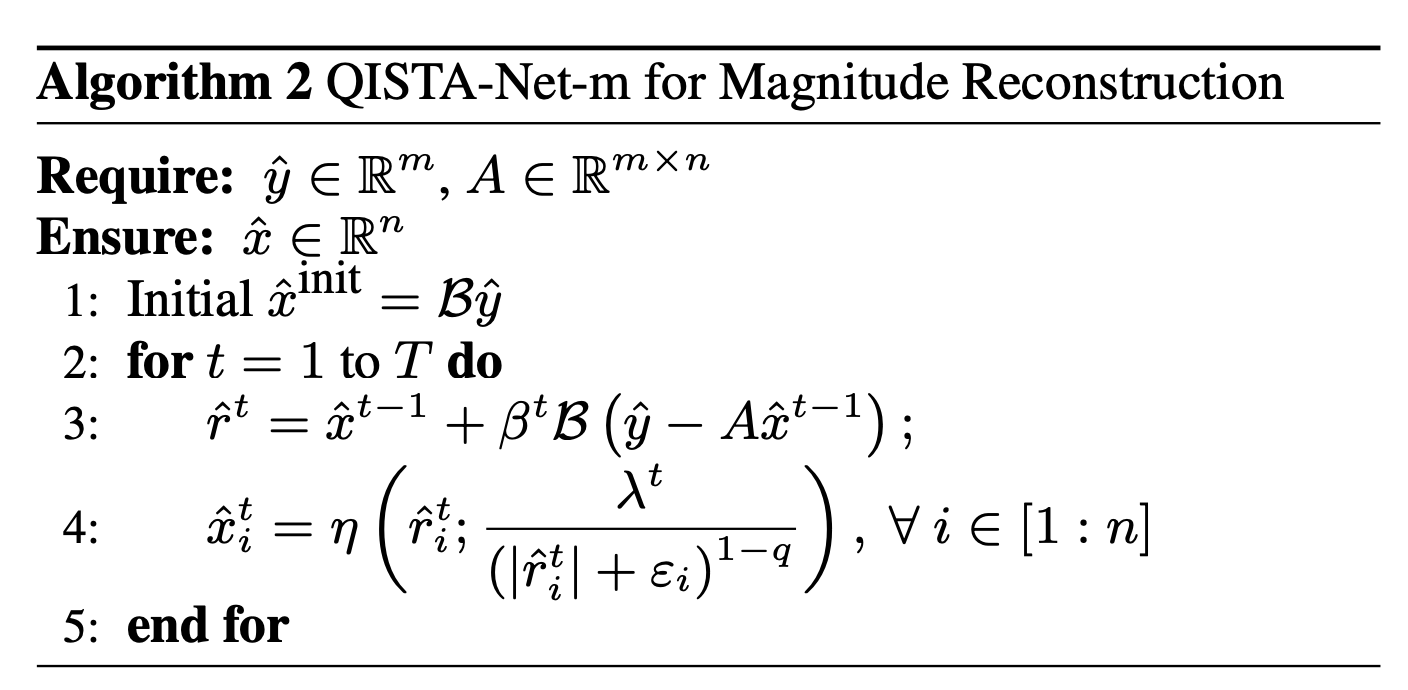 Algorithm 2 QISTA-Net-m for Magnitude Reconstruction
Require: $\hat{y} \in \mathbb{R}^m$, $A \in \mathbb{R}^{m \times n}$
Ensure: $\hat{x} \in \mathbb{R}^n$
1: Initial $\hat{x}^{\text{init}} = \mathcal{B}\hat{y}$
2: for $t = 1$ to $T$ do
3: $\hat{r}^t = \hat{x}^{t-1} + \beta^t \mathcal{B} \left( \hat{y} - A\hat{x}^{t-1} \right);$
4: $\hat{x}_i^t = \eta \left( \hat{r}_i^t; \frac{\lambda^t}{(|\hat{r}_i^t| + \varepsilon_i)^{1-q}} \right), \ \forall \ i \in [1 : n]$
5: end for